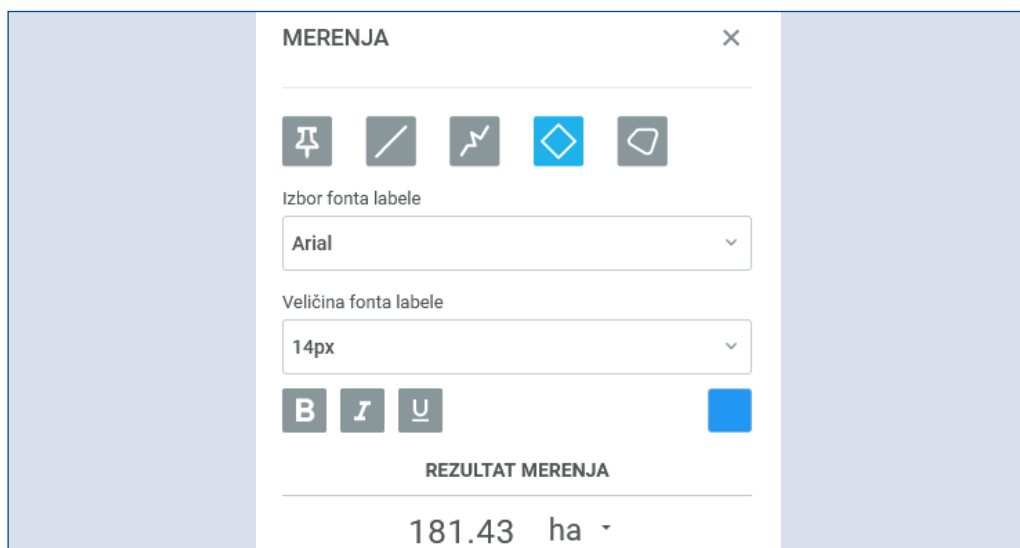 MERENJA
Izbor fonta labele
Arial
Veličina fonta labele
14px
B I U
REZULTAT MERENJA
181.43 ha